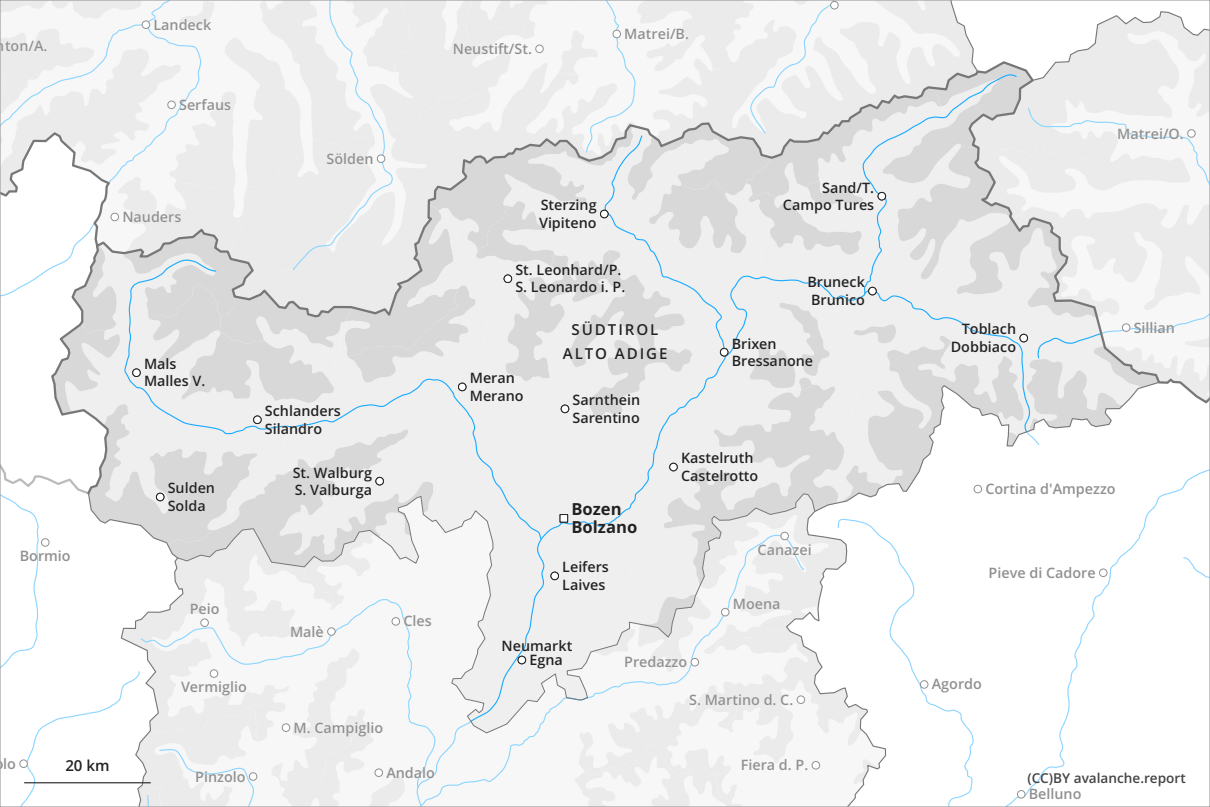 Landeck
Matrei/B.
nton/A.
Neustift/St.
Serfaus
Matrei/O.
Sölden
Sand/T.
Campo Tures
Sterzing
Vipiteno
Nauders
St. Leonhard/P.
S. Leonardo i. P.
Bruneck
Brunico
SÜDTIROL
ALTO ADIGE
Toblach
Dobbiaco
Sillian
Brixen
Bressanone
Mals
Malles V.
Meran
Merano
Sarnthein
Sarentino
Schlanders
Silandro
Kastelruth
Castelrotto
St. Walburg
S. Valburga
Sulden
Solda
Cortina d'Ampezzo
Bozen
Bolzano
Bormio
Canazei
Leifers
Laives
Pieve di Cadore
Peio
Moena
Malè
Cles
Neumarkt
Egna
Predazzo
Vermiglio
Agordo
S. Martino d. C.
M. Campiglio
olo
20 km
Fiera d. P.
Pinzolo
Andalo
(CC)BY avalanche.report
Belluno